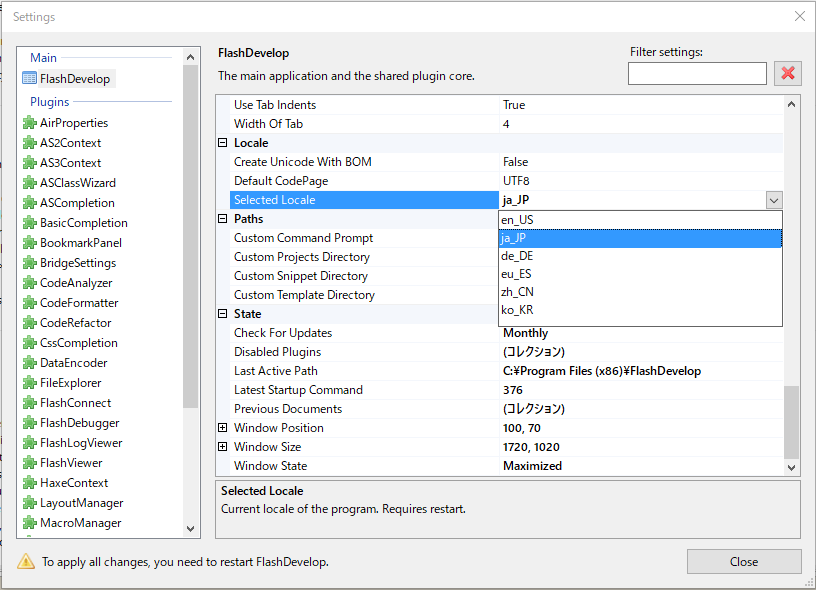 Settings
Main
FlashDevelop
Plugins
AirProperties
AS2Context
AS3Context
ASClassWizard
ASCompletion
BasicCompletion
BookmarkPanel
BridgeSettings
CodeAnalyzer
CodeFormatter
CodeRefactor
CssCompletion
DataEncoder
FileExplorer
FlashConnect
FlashDebugger
FlashLogViewer
FlashViewer
HaxeContext
LayoutManager
MacroManager
FlashDevelop
The main application and the shared plugin core.
Filter settings:
Use Tab Indents True
Width Of Tab 4
Locale
Create Unicode With BOM False
Default CodePage UTF8
Selected Locale ja_JP
Paths
en_US
Custom Command Prompt
ja_JP
Custom Projects Directory
de_DE
Custom Snippet Directory
eu_ES
Custom Template Directory
zh_CN
State
ko_KR
Check For Updates Monthly
Disabled Plugins (コレクション)
Last Active Path C:¥Program Files (x86)¥FlashDevelop
Latest Startup Command 376
Previous Documents (コレクション)
Window Position 100, 70
Window Size 1720, 1020
Window State Maximized
Selected Locale
Current locale of the program. Requires restart.
To apply all changes, you need to restart FlashDevelop.
Close